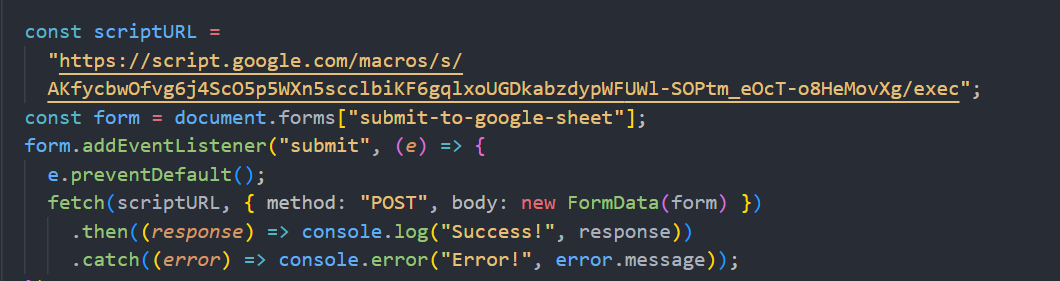 const scriptURL =
"https://script.google.com/macros/s/
AKfycbwOfvg6j4ScO5p5WXn5scclbiKF6gqlxoUGDkabzdypWFUWl-SOPtm_eOcT-o8HeMovXg/exec";
const form = document.forms["submit-to-google-sheet"];
form.addEventListener("submit", (e) => {
e.preventDefault();
fetch(scriptURL, { method: "POST", body: new FormData(form) })
.then((response) => console.log("Success!", response))
.catch((error) => console.error("Error!", error.message));